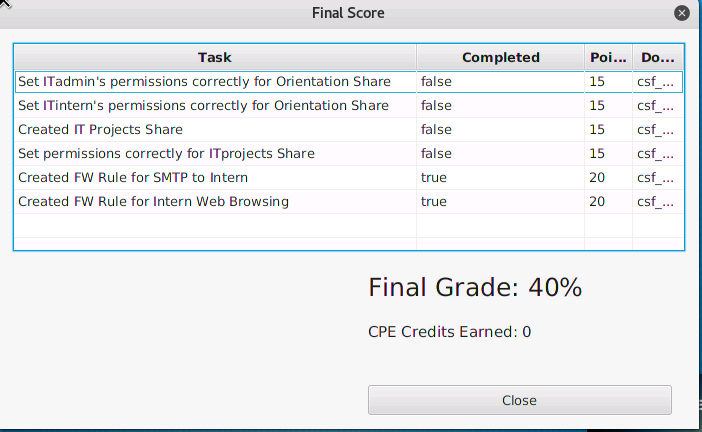 Final Score
Task Completed Poi... Do...
Set ITadmin's permissions correctly for Orientation Share false 15 csf_...
Set ITintern's permissions correctly for Orientation Share false 15 csf_...
Created IT Projects Share false 15 csf_...
Set permissions correctly for ITprojects Share false 15 csf_...
Created FW Rule for SMTP to Intern true 20 csf_...
Created FW Rule for Intern Web Browsing true 20 csf_...
Final Grade: 40%
CPE Credits Earned: 0
Close